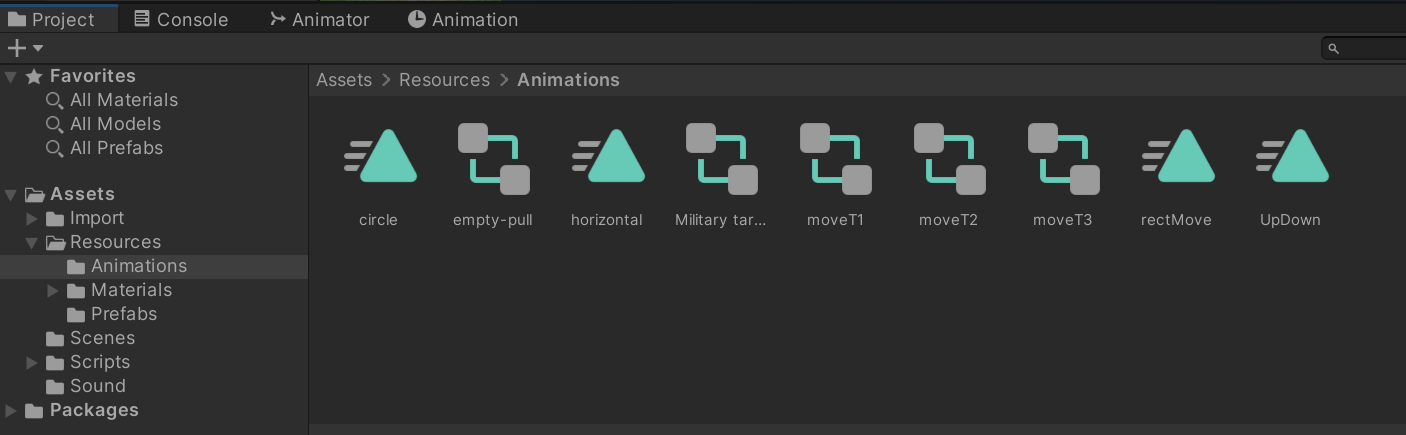 Project
Console
Animator
Animation
Favorites
All Materials
All Models
All Prefabs
Assets
Import
Resources
Animations
Materials
Prefabs
Scenes
Scripts
Sound
Packages
Assets > Resources > Animations
circle
empty-pull
horizontal
Military tar...
moveT1
moveT2
moveT3
rectMove
UpDown